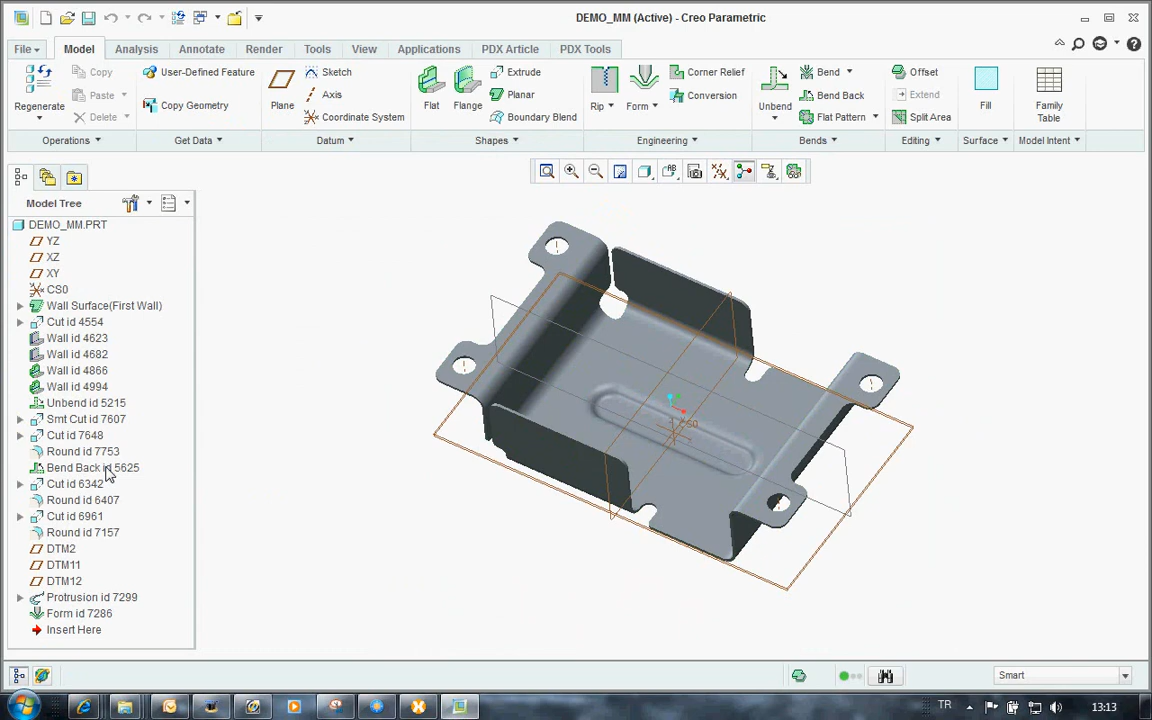 DEMO_MM (Active) - Creo Parametric
File Model Analysis Annotate Render Tools View Applications PDX Article PDX Tools
Regenerate
Copy
Paste
Delete
User-Defined Feature
Copy Geometry
Plane
Sketch
Axis
Coordinate System
Flat
Flange
Extrude
Planar
Boundary Blend
Rip
Form
Corner Relief
Conversion
Unbend
Bend
Bend Back
Flat Pattern
Offset
Extend
Split Area
Fill
Family
Table
Operations Get Data Datum Shapes Engineering Bends Editing Surface Model Intent
Model Tree
DEMO_MM.PRT
YZ
XZ
XY
CS0
Wall Surface(First Wall)
Cut id 4554
Wall id 4623
Wall id 4682
Wall id 4866
Wall id 4994
Unbend id 5215
Smt Cut id 7607
Cut id 7648
Round id 7753
Bend Back id 5625
Cut id 6342
Round id 6407
Cut id 6961
Round id 7157
DTM2
DTM11
DTM12
Protrusion id 7299
Form id 7286
Insert Here
CS0
Smart
TR
13:13